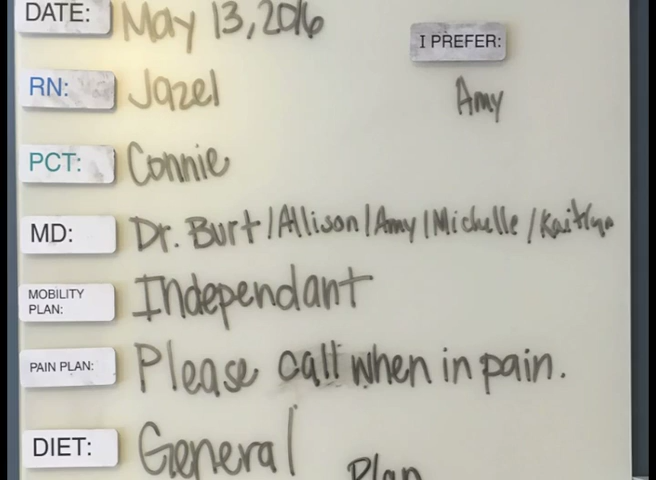 DATE: May 13, 2016
I PREFER:
RN: Jazel
Amy
PCT: Connie
MD: Dr. Burt/Allison/Amy/Michelle/Kaitlyn
MOBILITY PLAN: Independant
PAIN PLAN: Please call when in pain.
DIET: General
Plan